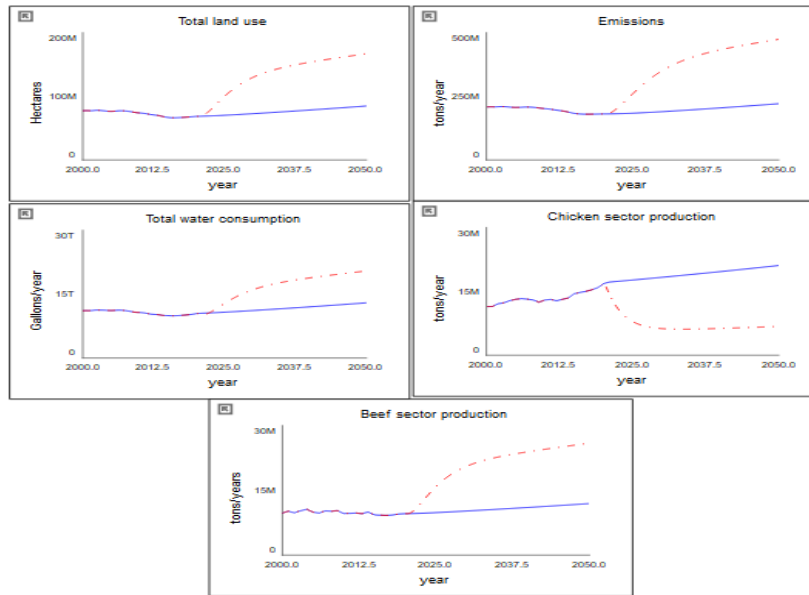 Total land use
200M
100M
0
Hectares
2000.0 2012.5 2025.0 2037.5 2050.0
year
Emissions
500M
250M
0
tons/year
2000.0 2012.5 2025.0 2037.5 2050.0
year
Total water consumption
30T
15T
0
Gallons/year
2000.0 2012.5 2025.0 2037.5 2050.0
year
Chicken sector production
30M
15M
0
tons/year
2000.0 2012.5 2025.0 2037.5 2050.0
year
Beef sector production
30M
15M
0
tons/years
2000.0 2012.5 2025.0 2037.5 2050.0
year